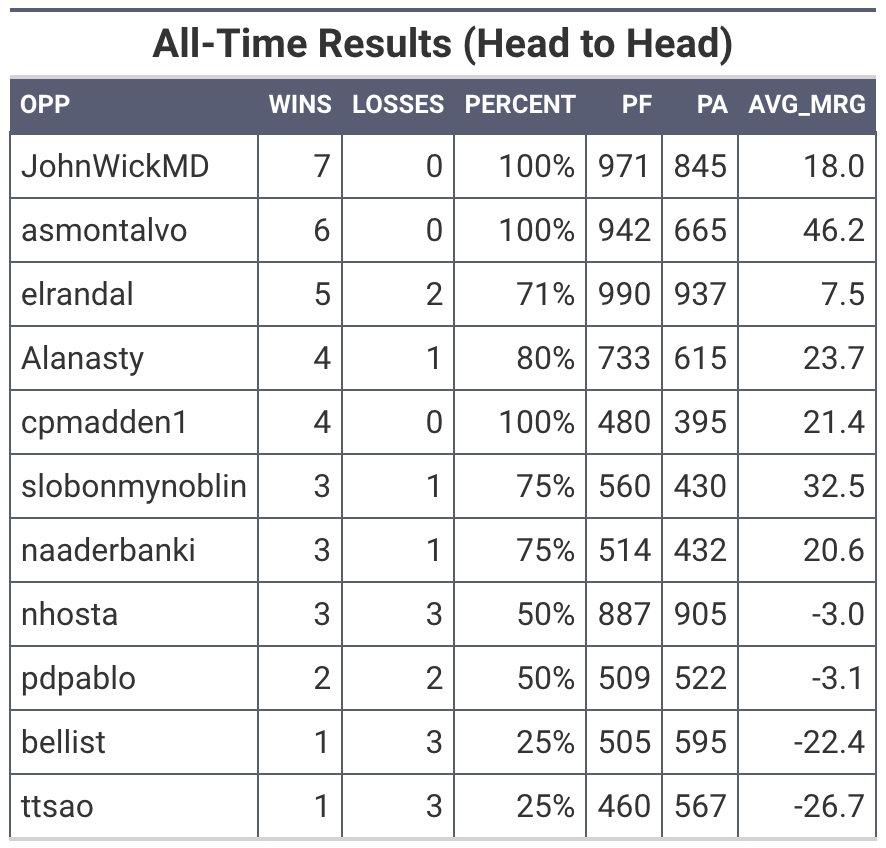 All-Time Results (Head to Head)
OPP WINS LOSSES PERCENT PF PA AVG_MRG
JohnWickMD 7 0 100% 971 845 18.0
asmontalvo 6 0 100% 942 665 46.2
elrandal 5 2 71% 990 937 7.5
Alanasty 4 1 80% 733 615 23.7
cpmadden1 4 0 100% 480 395 21.4
slobonmynoblin 3 1 75% 560 430 32.5
naaderbanki 3 1 75% 514 432 20.6
nhosta 3 3 50% 887 905 -3.0
pdpablo 2 2 50% 509 522 -3.1
bellist 1 3 25% 505 595 -22.4
ttsao 1 3 25% 460 567 -26.7